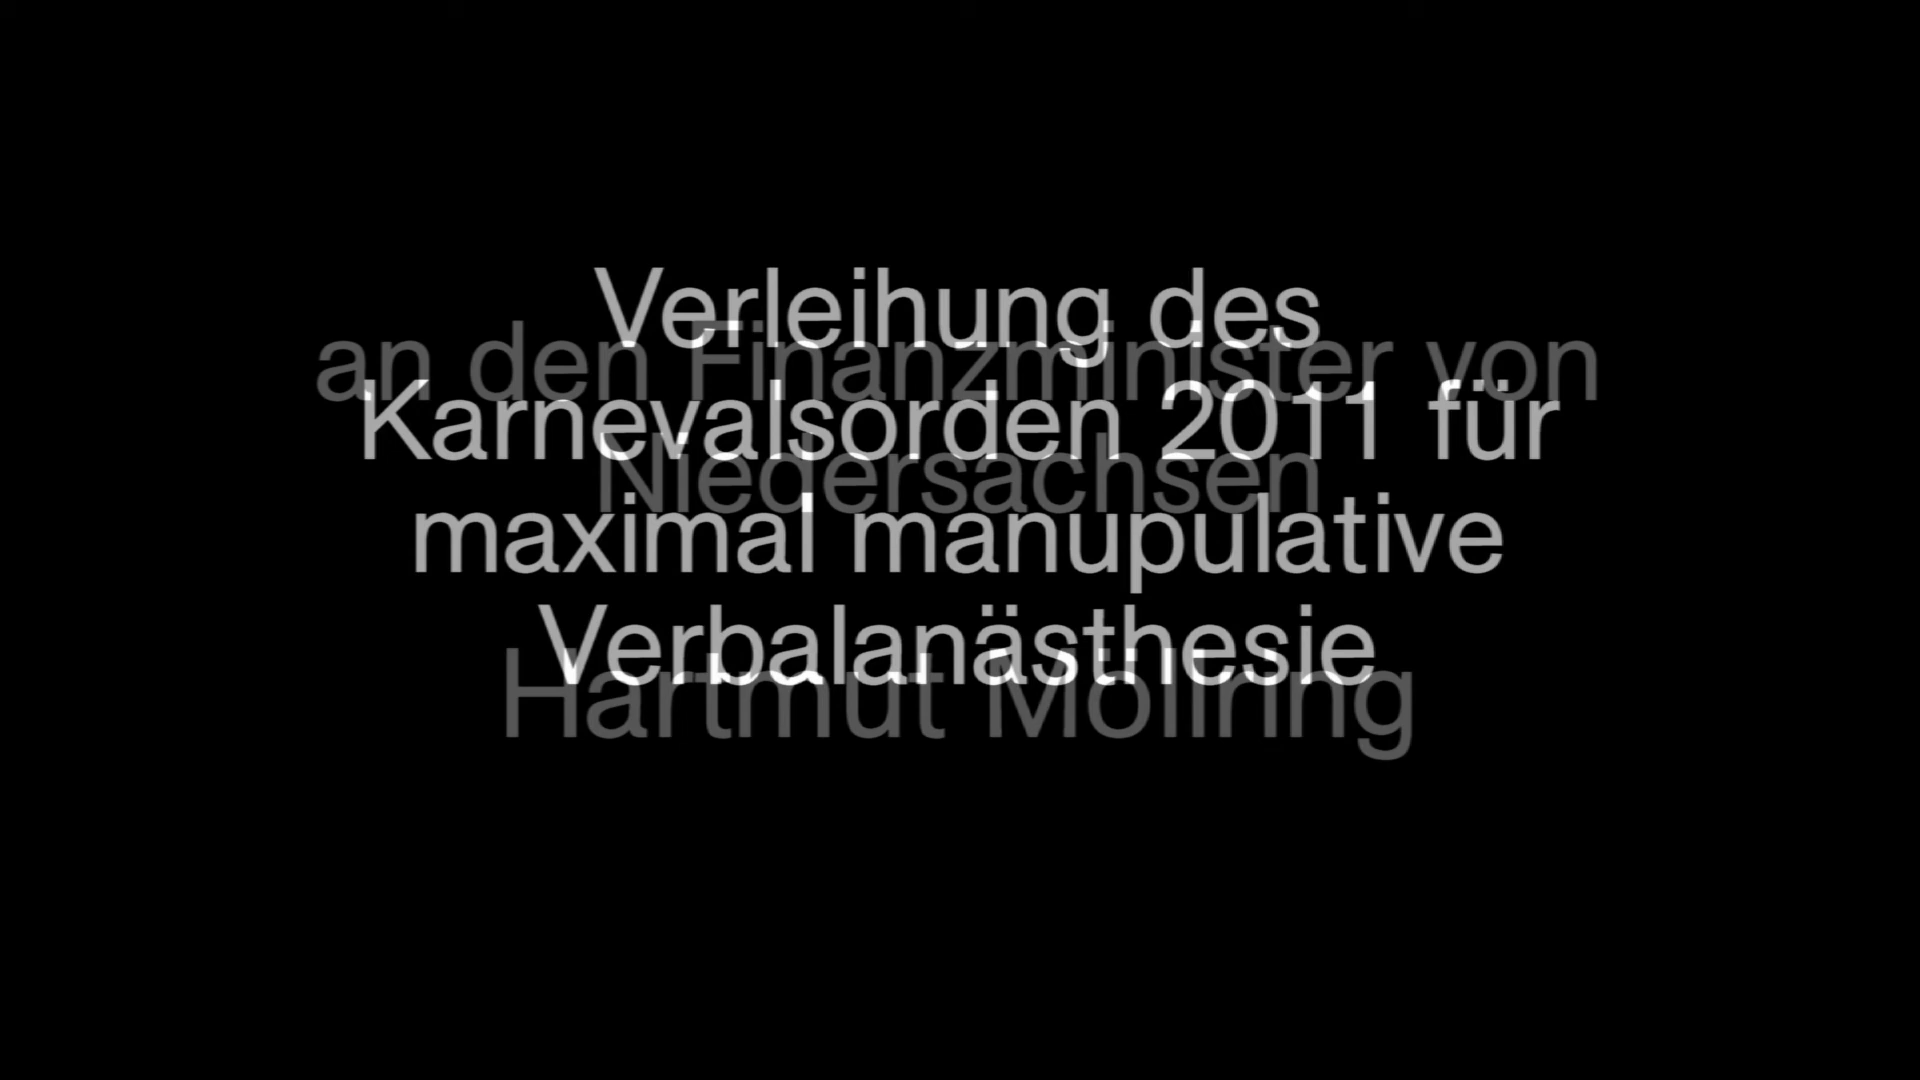 Verleihung des
Karnevalsorden 2011 für
maximal manupulative
Verbalanästhesie
an den Finanzminister von
Niedersachsen
Hartmut Möllring